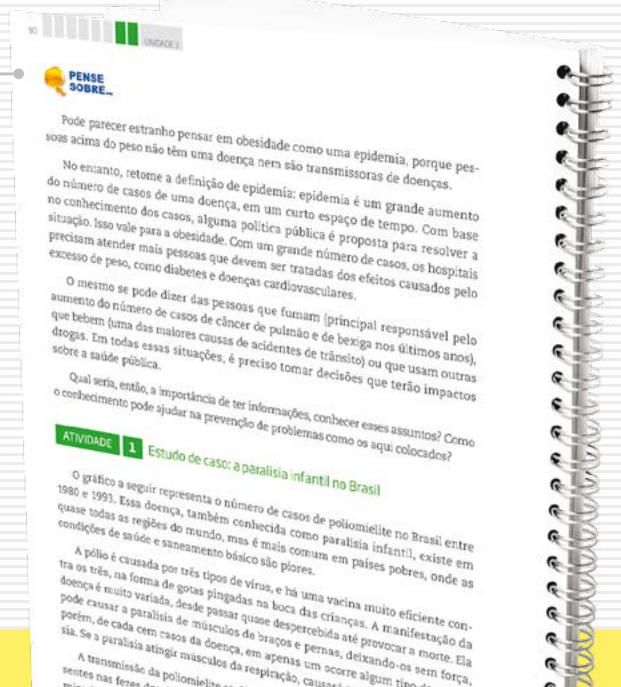 90
UNIDADE 3
PENSE
SOBRE...
Pode parecer estranho pensar em obesidade como uma epidemia, porque pes-
soas acima do peso não têm uma doença nem são transmissoras de doenças.
No entanto, retome a definição de epidemia: epidemia é um grande aumento
do número de casos de uma doença, em um curto espaço de tempo. Com base
no conhecimento dos casos, alguma política pública é proposta para resolver a
situação. Isso vale para a obesidade. Com um grande número de casos, os hospitais
precisam atender mais pessoas que devem ser tratadas dos efeitos causados pelo
excesso de peso, como diabetes e doenças cardiovasculares.
O mesmo se pode dizer das pessoas que fumam (principal responsável pelo
aumento do número de casos de câncer de pulmão e de bexiga nos últimos anos),
que bebem (uma das maiores causas de acidentes de trânsito) ou que usam outras
drogas. Em todas essas situações, é preciso tomar decisões que terão impactos
sobre a saúde pública.
Qual seria, então, a importância de ter informações, conhecer esses assuntos? Como
o conhecimento pode ajudar na prevenção de problemas como os aqui colocados?
ATIVIDADE 1 Estudo de caso: a paralisia infantil no Brasil
O gráfico a seguir representa o número de casos de poliomielite no Brasil entre
1980 e 1993. Essa doença, também conhecida como paralisia infantil, existe em
quase todas as regiões do mundo, mas é mais comum em países pobres, onde as
condições de saúde e saneamento básico são piores.
A pólio é causada por três tipos de vírus, e há uma vacina muito eficiente con-
tra os três, na forma de gotas pingadas na boca das crianças. A manifestação da
doença é muito variada, desde passar quase despercebida até provocar a morte. Ela
pode causar a paralisia de músculos de braços e pernas, deixando-os sem força,
porém, de cada cem casos da doença, em apenas um ocorre algum tipo de
sia. Se a paralisia atingir músculos da respiração, causará
A transmissão da poliomielite
sentes nas fezes